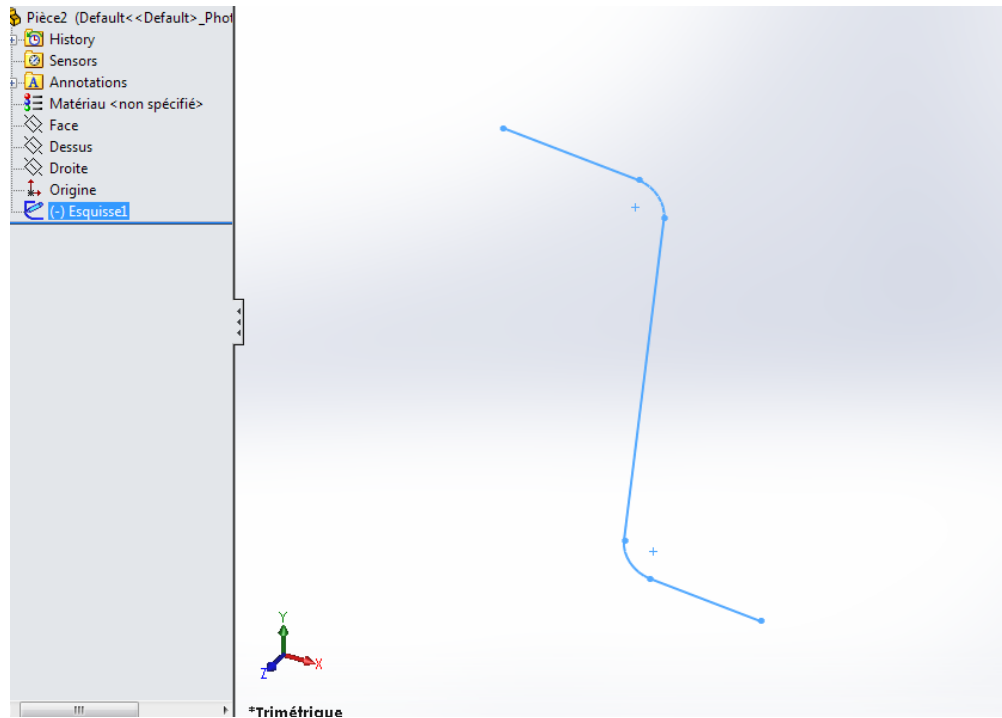 Pièce2 (Default<<Default>_Phot
History
Sensors
A Annotations
Matériau <non spécifié>
Face
Dessus
Droite
Origine
(-) Esquisse1
Y
X
Z
*Trimétrique